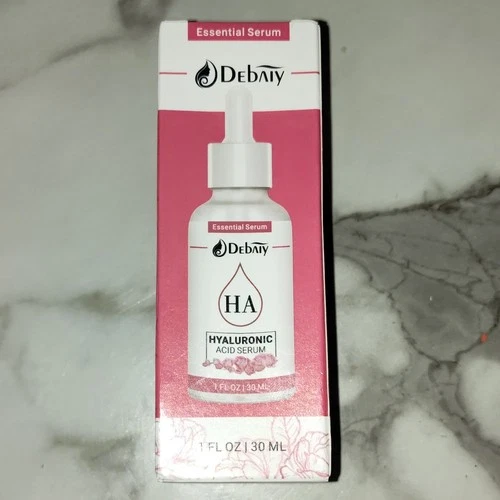 Essential Serum
DEBAIY
Essential Serum
DEBAIY
HA
HYALURONIC
ACID SERUM
1 FL OZ | 30 ML
1 FL OZ | 30 ML